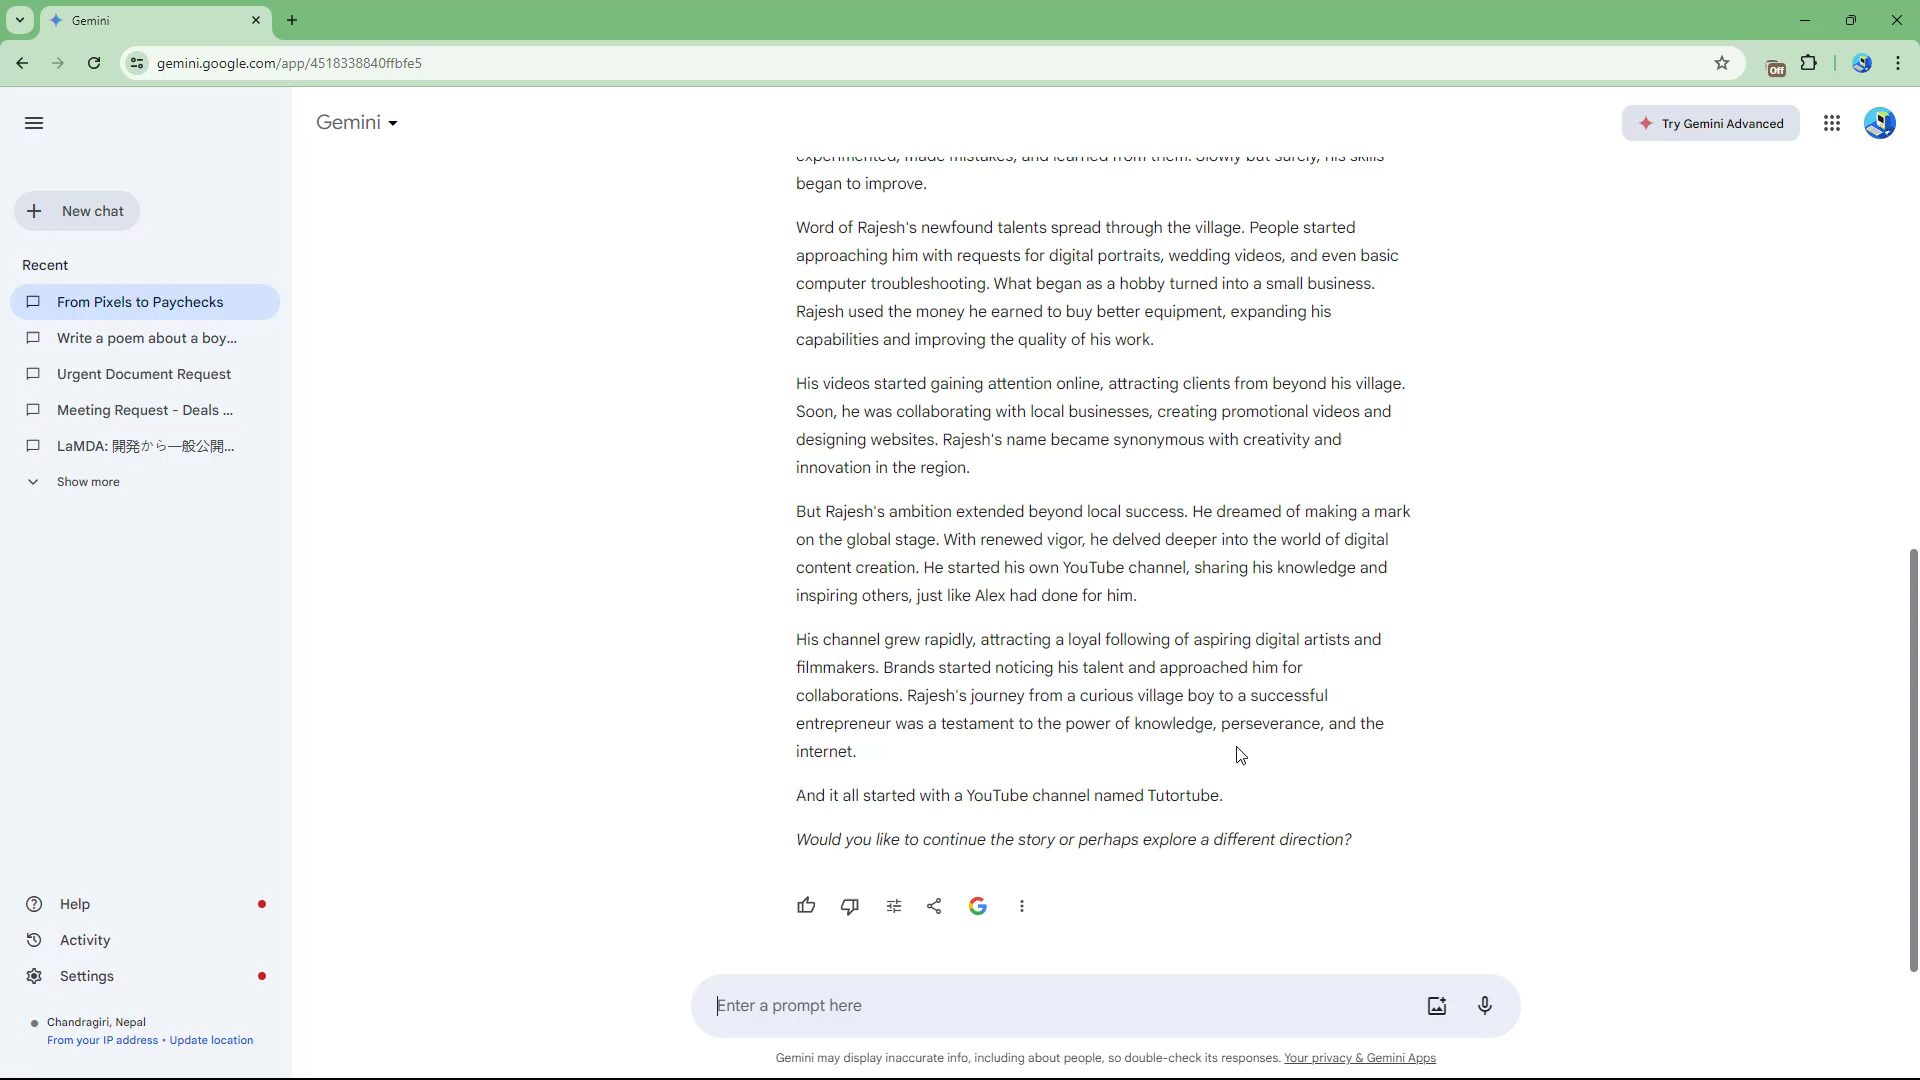 Gemini
gemini.google.com/app/4518338840ffbfe5
Off
Gemini
Try Gemini Advanced
New chat
Recent
From Pixels to Paychecks
Write a poem about a boy...
Urgent Document Request
Meeting Request - Deals ...
LaMDA: 開発から一般公開...
Show more
Help
Activity
Settings
Chandragiri, Nepal
From your IP address • Update location
experimented, made mistakes, and learned from them. Slowly but surely, his skills
began to improve.
Word of Rajesh's newfound talents spread through the village. People started
approaching him with requests for digital portraits, wedding videos, and even basic
computer troubleshooting. What began as a hobby turned into a small business.
Rajesh used the money he earned to buy better equipment, expanding his
capabilities and improving the quality of his work.
His videos started gaining attention online, attracting clients from beyond his village.
Soon, he was collaborating with local businesses, creating promotional videos and
designing websites. Rajesh's name became synonymous with creativity and
innovation in the region.
But Rajesh's ambition extended beyond local success. He dreamed of making a mark
on the global stage. With renewed vigor, he delved deeper into the world of digital
content creation. He started his own YouTube channel, sharing his knowledge and
inspiring others, just like Alex had done for him.
His channel grew rapidly, attracting a loyal following of aspiring digital artists and
filmmakers. Brands started noticing his talent and approached him for
collaborations. Rajesh's journey from a curious village boy to a successful
entrepreneur was a testament to the power of knowledge, perseverance, and the
internet.
And it all started with a YouTube channel named Tutortube.
Would you like to continue the story or perhaps explore a different direction?
Enter a prompt here
Gemini may display inaccurate info, including about people, so double-check its responses. Your privacy & Gemini Apps